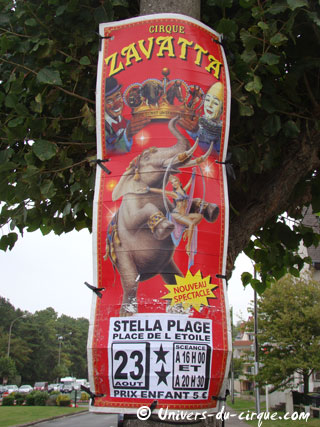 CIRQUE
ZAVATTA
NOUVEAU
SPECTACLE
STELLA PLAGE
PLACE DE L'ETOILE
23
AOUT
SCEANCE
A 16 H 00
ET
A 20 H 30
PRIX ENFANT 5 €
© Univers-du-cirque.com